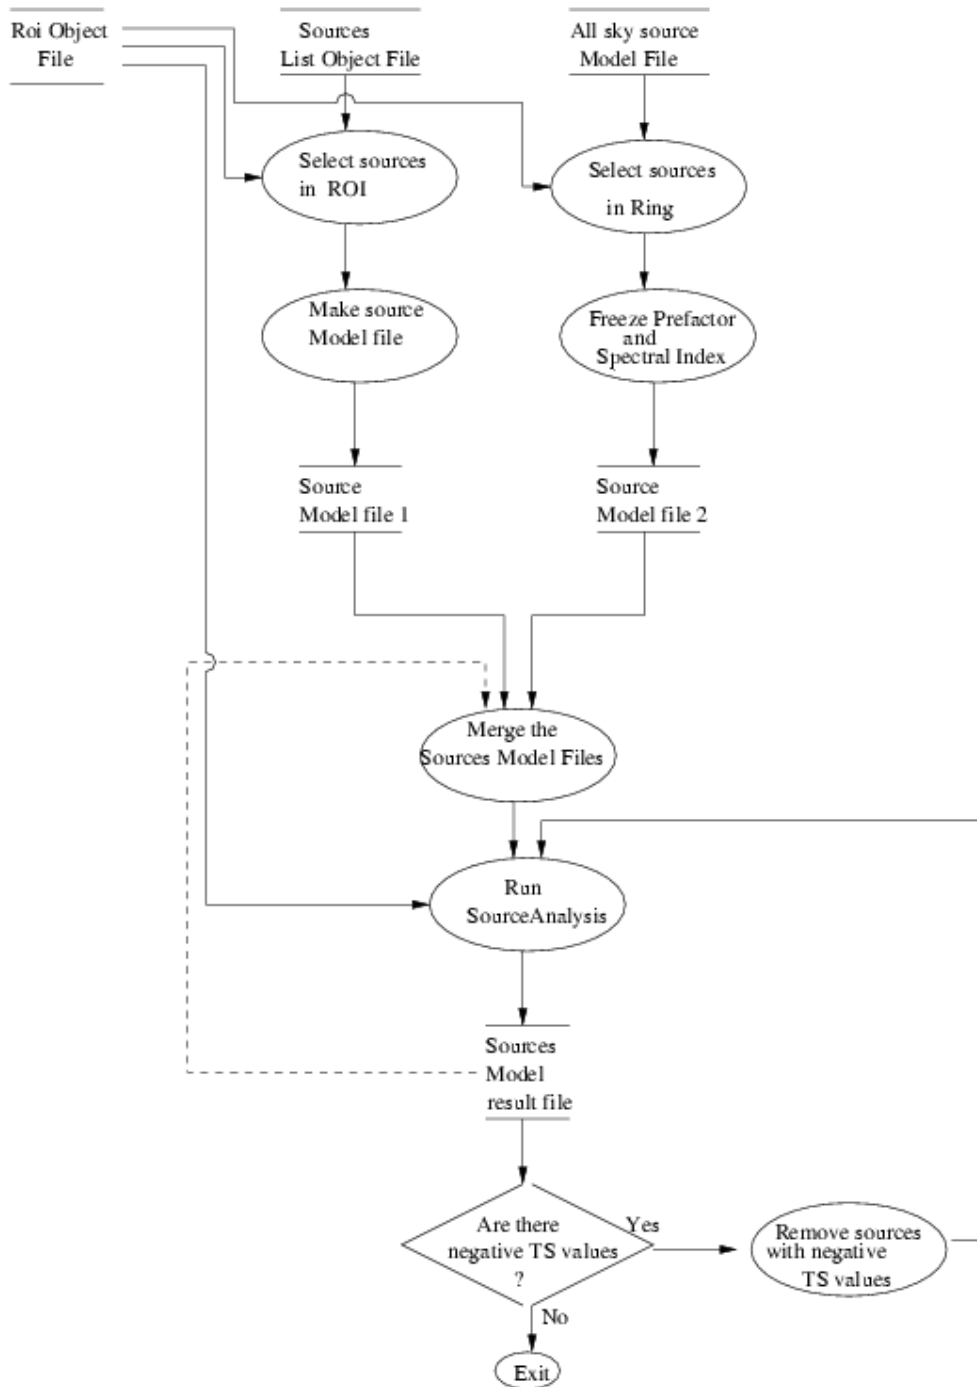 Roi Object
File
Sources
List Object File
All sky source
Model File
Select sources
in ROI
Select sources
in Ring
Make source
Model file
Freeze Prefactor
and
Spectral Index
Source
Model file 1
Source
Model file 2
Merge the
Sources Model Files
Run
SourceAnalysis
Sources
Model
result file
Are there
negative TS values
?
Yes
Remove sources
with negative
TS values
No
Exit